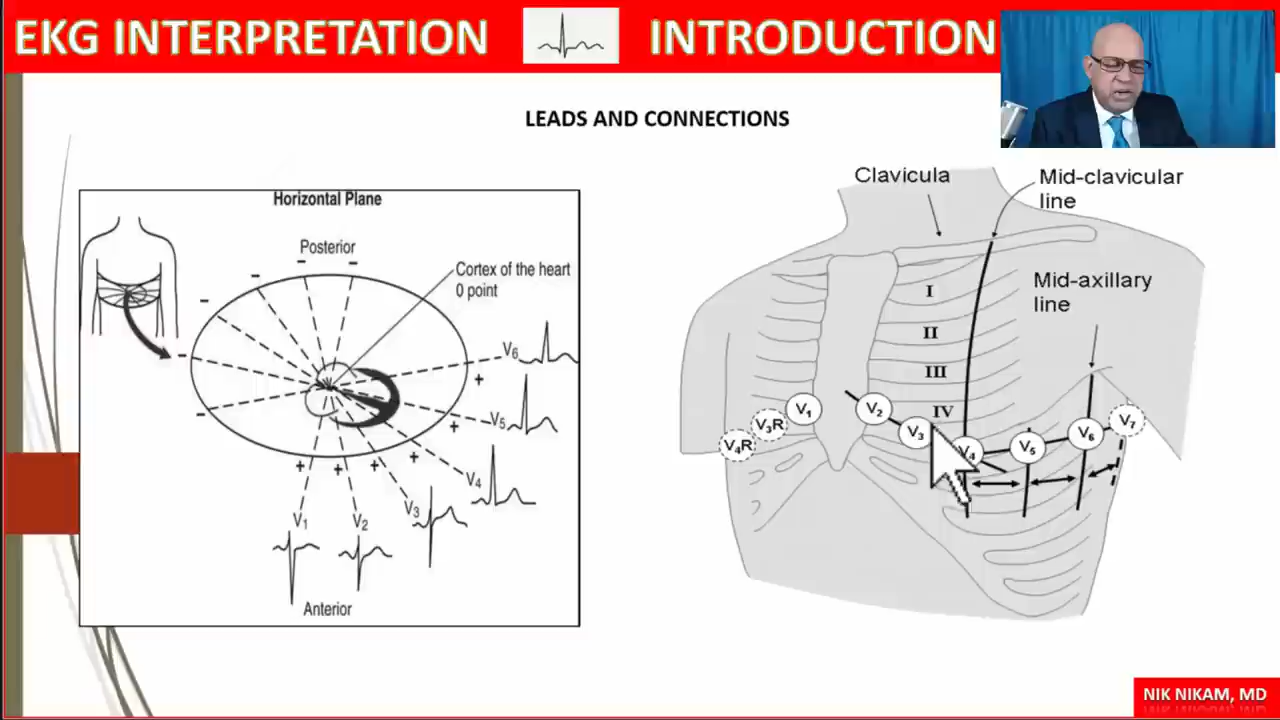 EKG INTERPRETATION INTRODUCTION
LEADS AND CONNECTIONS
Horizontal Plane
Posterior
Cortex of the heart
0 point
V6
V5
V4
V3
V2
V1
Anterior
Clavicula
Mid-clavicular
line
Mid-axillary
line
I
II
III
IV
V4R
V3R
V1
V2
V3
V4
V5
V6
V7
NIK NIKAM, MD